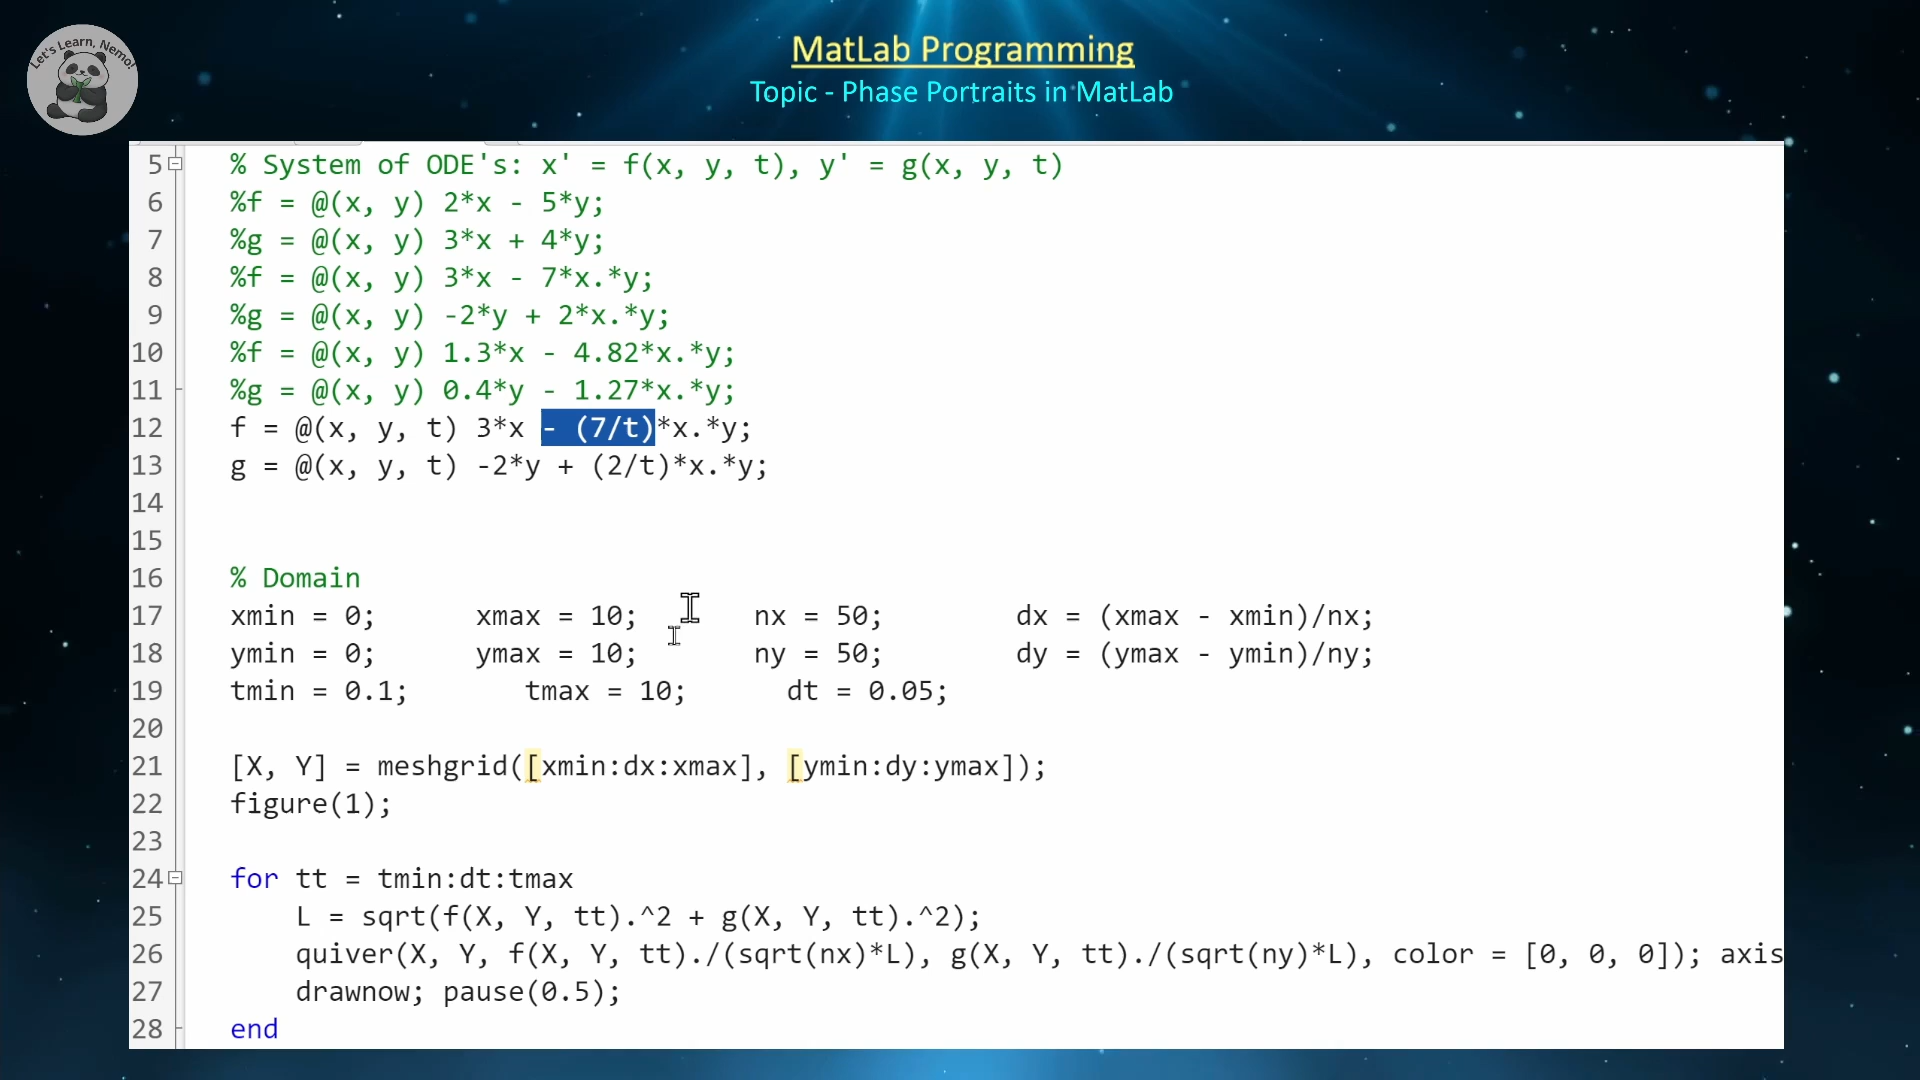 Let's Learn, Nemo!
MatLab Programming
Topic - Phase Portraits in MatLab
5 % System of ODE's: x' = f(x, y, t), y' = g(x, y, t)
6 %f = @(x, y) 2*x - 5*y;
7 %g = @(x, y) 3*x + 4*y;
8 %f = @(x, y) 3*x - 7*x.*y;
9 %g = @(x, y) -2*y + 2*x.*y;
10 %f = @(x, y) 1.3*x - 4.82*x.*y;
11 %g = @(x, y) 0.4*y - 1.27*x.*y;
12 f = @(x, y, t) 3*x - (7/t)*x.*y;
13 g = @(x, y, t) -2*y + (2/t)*x.*y;
14
15
16 % Domain
17 xmin = 0; xmax = 10; nx = 50; dx = (xmax - xmin)/nx;
18 ymin = 0; ymax = 10; ny = 50; dy = (ymax - ymin)/ny;
19 tmin = 0.1; tmax = 10; dt = 0.05;
20
21 [X, Y] = meshgrid([xmin:dx:xmax], [ymin:dy:ymax]);
22 figure(1);
23
24 for tt = tmin:dt:tmax
25 L = sqrt(f(X, Y, tt).^2 + g(X, Y, tt).^2);
26 quiver(X, Y, f(X, Y, tt)./(sqrt(nx)*L), g(X, Y, tt)./(sqrt(ny)*L), color = [0, 0, 0]); axis
27 drawnow; pause(0.5);
28 end